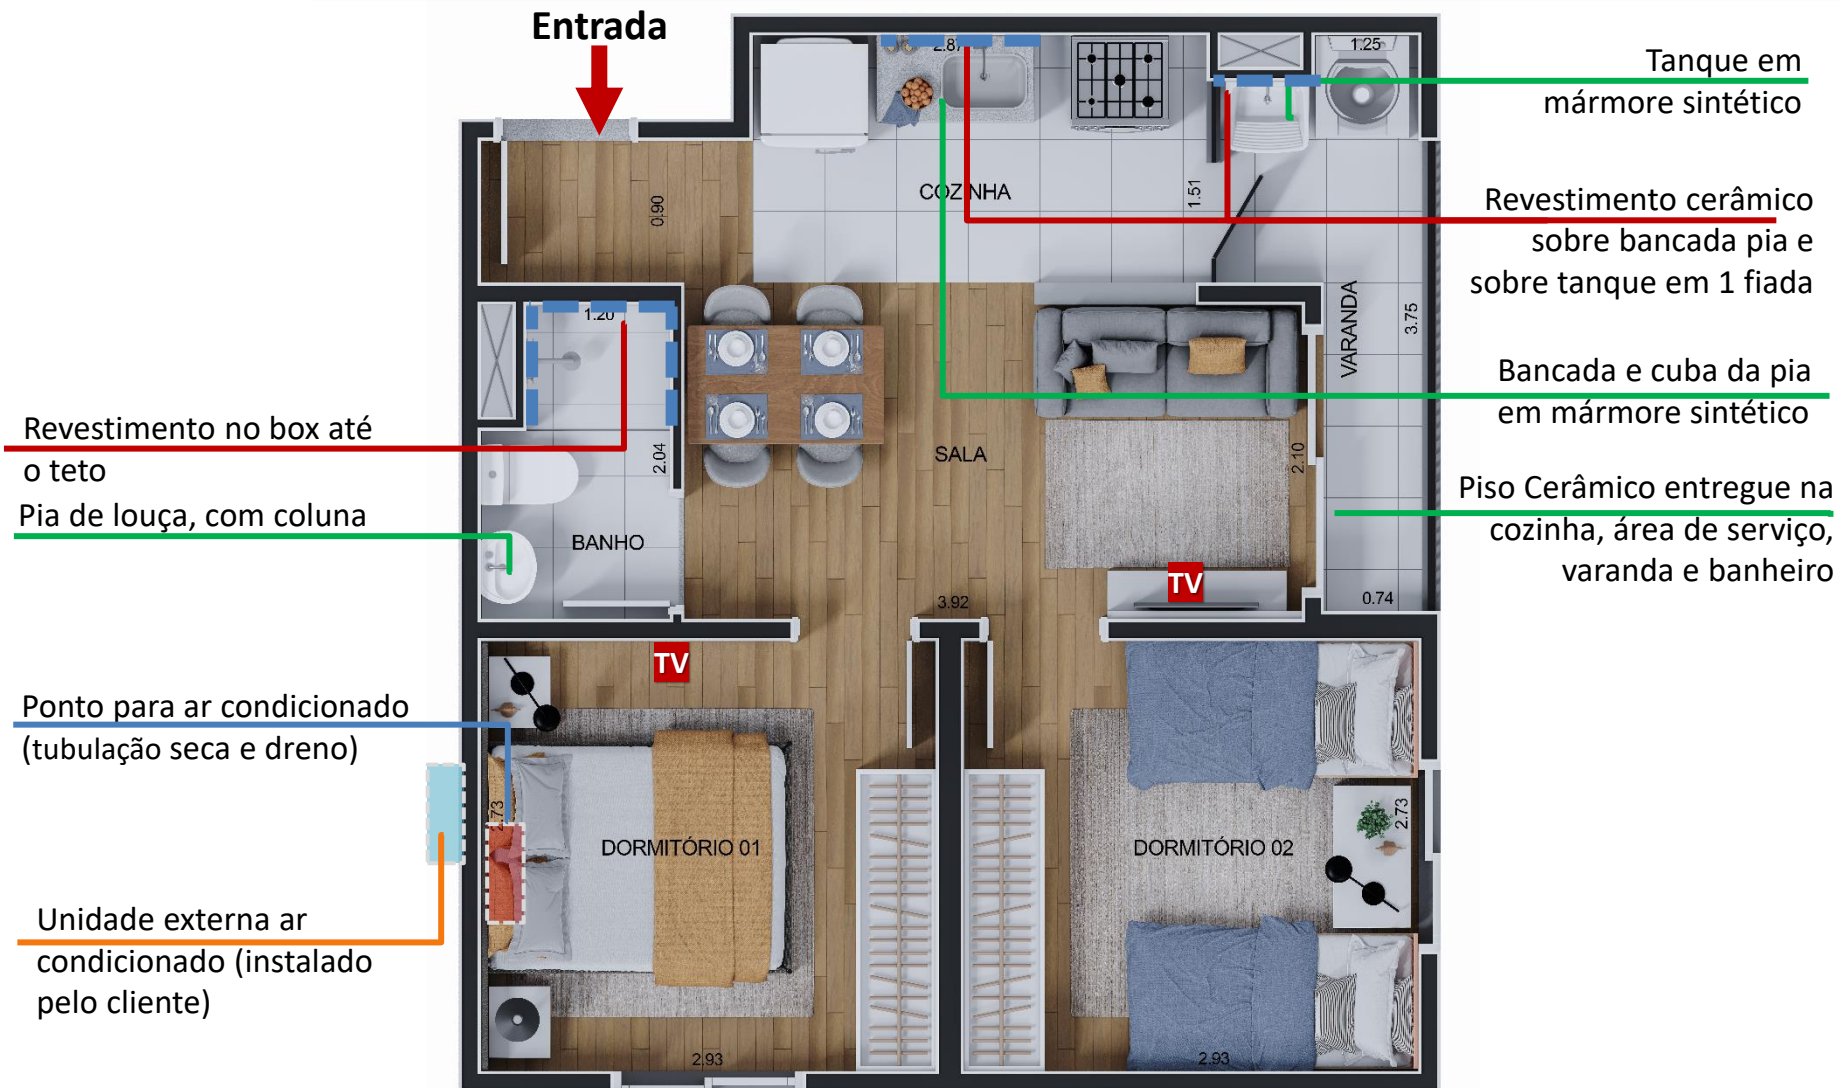 Entrada
2.87
1.25
Tanque em
mármore sintético
COZINHA
1.51
0.90
Revestimento cerâmico
sobre bancada pia e
sobre tanque em 1 fiada
1.20
VARANDA
3.75
Bancada e cuba da pia
em mármore sintético
Revestimento no box até
o teto
2.04
SALA
2.10
Pia de louça, com coluna
BANHO
Piso Cerâmico entregue na
cozinha, área de serviço,
varanda e banheiro
TV
3.92
0.74
TV
Ponto para ar condicionado
(tubulação seca e dreno)
2.73
2.73
DORMITÓRIO 01
DORMITÓRIO 02
Unidade externa ar
condicionado (instalado
pelo cliente)
2.93
2.93